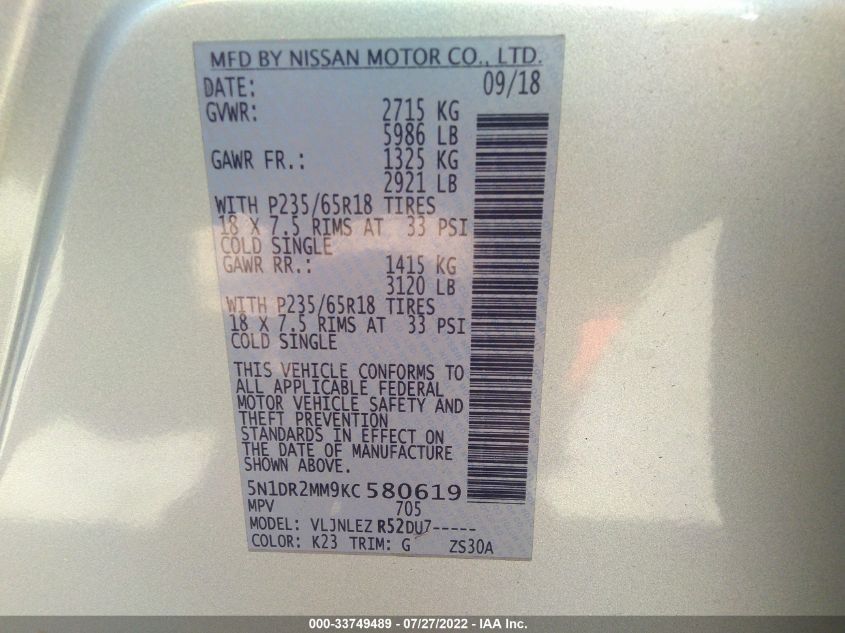 MFD BY NISSAN MOTOR CO., LTD.
DATE: 09/18
GVWR: 2715 KG
5986 LB
GAWR FR.: 1325 KG
2921 LB
WITH P235/65R18 TIRES
18 X 7.5 RIMS AT 33 PSI
COLD SINGLE
GAWR RR.: 1415 KG
3120 LB
WITH P235/65R18 TIRES
18 X 7.5 RIMS AT 33 PSI
COLD SINGLE
THIS VEHICLE CONFORMS TO
ALL APPLICABLE FEDERAL
MOTOR VEHICLE SAFETY AND
THEFT PREVENTION
STANDARDS IN EFFECT ON
THE DATE OF MANUFACTURE
SHOWN ABOVE.
5N1DR2MM9KC 580619
MPV 705
MODEL: VLJNLEZ R52DU7-----
COLOR: K23 TRIM: G ZS30A
000-33749489 - 07/27/2022 - IAA Inc.